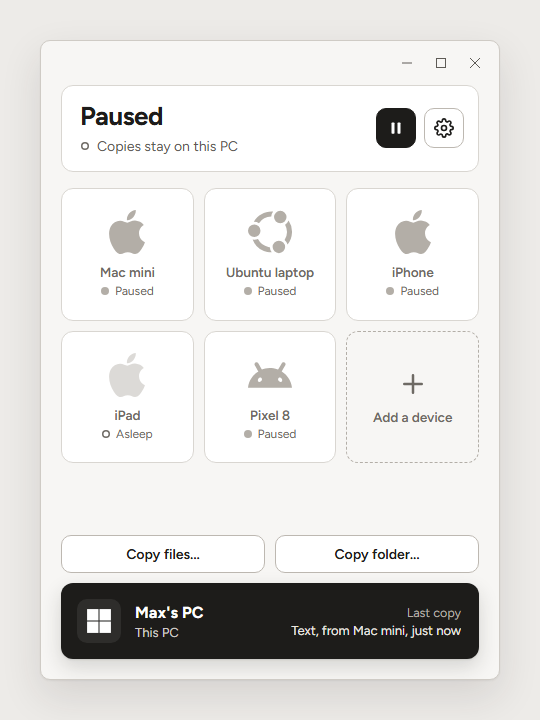 Paused
Copies stay on this PC
Mac mini
Paused
Ubuntu laptop
Paused
iPhone
Paused
iPad
Asleep
Pixel 8
Paused
Add a device
Copy files...
Copy folder...
Max's PC
This PC
Last copy
Text, from Mac mini, just now